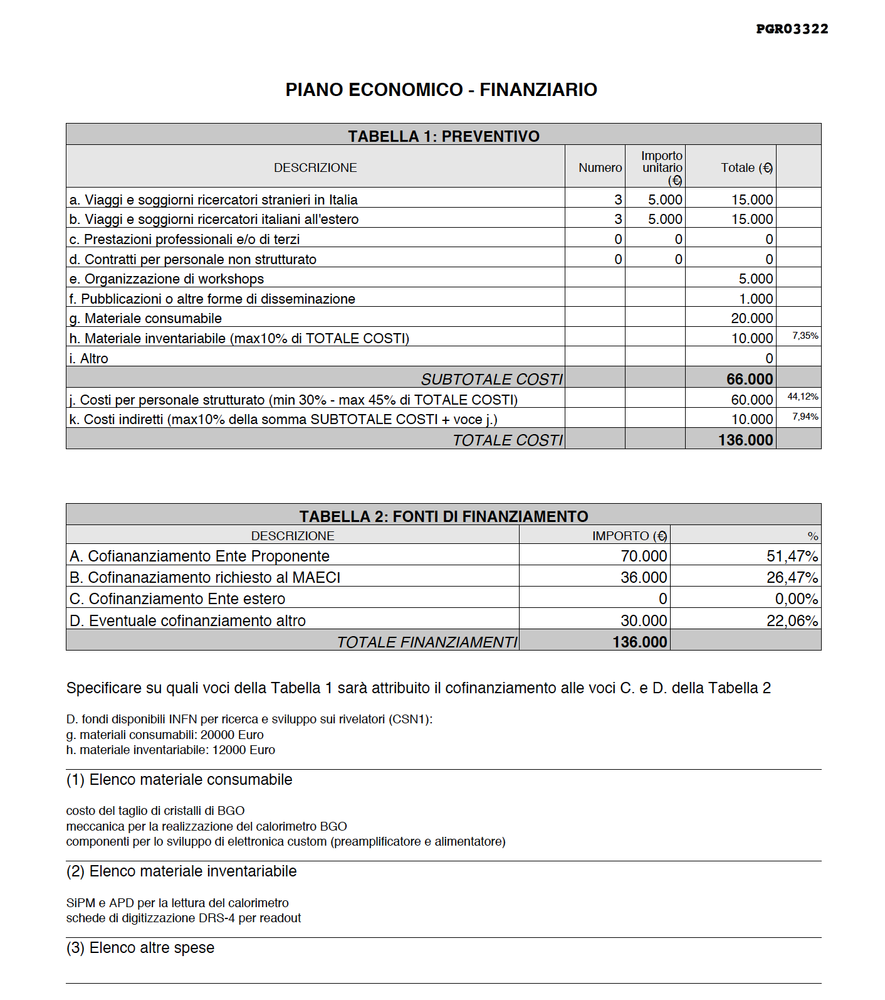 PGR03322
PIANO ECONOMICO - FINANZIARIO
TABELLA 1: PREVENTIVO
DESCRIZIONE Numero Importo unitario (€) Totale (€)
a. Viaggi e soggiorni ricercatori stranieri in Italia 3 5.000 15.000
b. Viaggi e soggiorni ricercatori italiani all'estero 3 5.000 15.000
c. Prestazioni professionali e/o di terzi 0 0 0
d. Contratti per personale non strutturato 0 0 0
e. Organizzazione di workshops 5.000
f. Pubblicazioni o altre forme di disseminazione 1.000
g. Materiale consumabile 20.000
h. Materiale inventariabile (max10% di TOTALE COSTI) 10.000 7,35%
i. Altro 0
SUBTOTALE COSTI 66.000
j. Costi per personale strutturato (min 30% - max 45% di TOTALE COSTI) 60.000 44,12%
k. Costi indiretti (max10% della somma SUBTOTALE COSTI + voce j.) 10.000 7,94%
TOTALE COSTI 136.000
TABELLA 2: FONTI DI FINANZIAMENTO
DESCRIZIONE IMPORTO (€) %
A. Cofiananziamento Ente Proponente 70.000 51,47%
B. Cofinanaziamento richiesto al MAECI 36.000 26,47%
C. Cofinanziamento Ente estero 0 0,00%
D. Eventuale cofinanziamento altro 30.000 22,06%
TOTALE FINANZIAMENTI 136.000
Specificare su quali voci della Tabella 1 sarà attribuito il cofinanziamento alle voci C. e D. della Tabella 2
D. fondi disponibili INFN per ricerca e sviluppo sui rivelatori (CSN1):
g. materiali consumabili: 20000 Euro
h. materiale inventariabile: 12000 Euro
(1) Elenco materiale consumabile
costo del taglio di cristalli di BGO
meccanica per la realizzazione del calorimetro BGO
componenti per lo sviluppo di elettronica custom (preamplificatore e alimentatore)
(2) Elenco materiale inventariabile
SiPM e APD per la lettura del calorimetro
schede di digitizzazione DRS-4 per readout
(3) Elenco altre spese